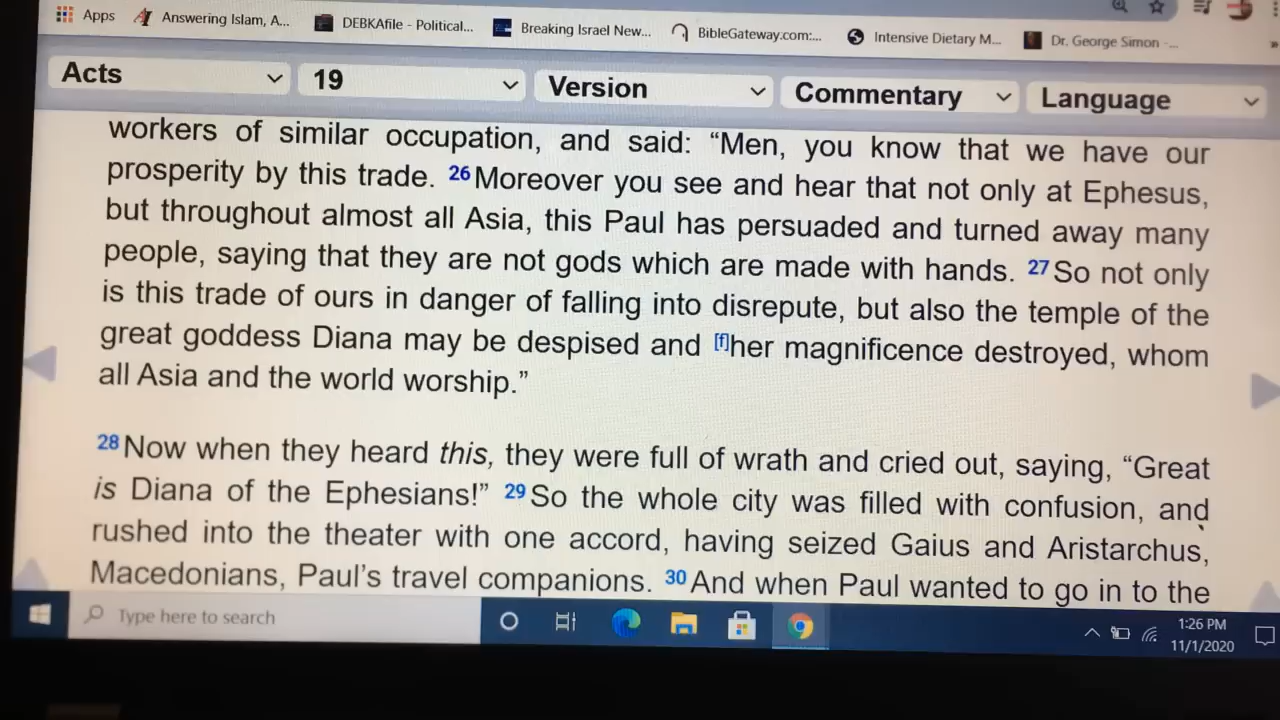 Apps Answering Islam, A... DEBKAfile - Political... Breaking Israel New... BibleGateway.com:... Intensive Dietary M... Dr. George Simon -...
Acts 19 Version Commentary Language
workers of similar occupation, and said: “Men, you know that we have our
prosperity by this trade. 26 Moreover you see and hear that not only at Ephesus,
but throughout almost all Asia, this Paul has persuaded and turned away many
people, saying that they are not gods which are made with hands. 27 So not only
is this trade of ours in danger of falling into disrepute, but also the temple of the
great goddess Diana may be despised and [f]her magnificence destroyed, whom
all Asia and the world worship.”
28 Now when they heard this, they were full of wrath and cried out, saying, “Great
is Diana of the Ephesians!” 29 So the whole city was filled with confusion, and
rushed into the theater with one accord, having seized Gaius and Aristarchus,
Macedonians, Paul’s travel companions. 30 And when Paul wanted to go in to the
Type here to search
1:26 PM
11/1/2020